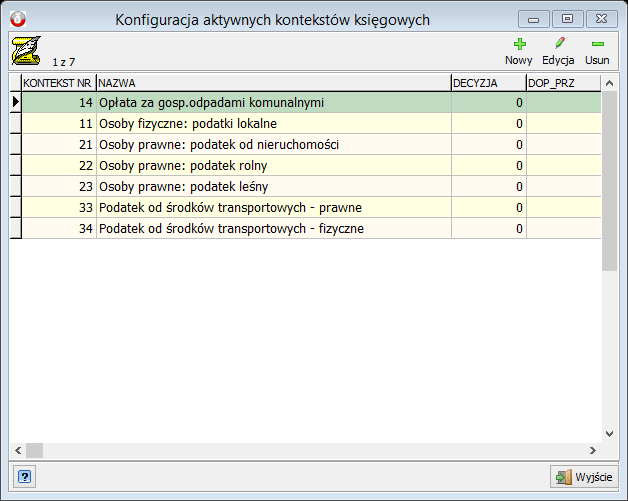 Konfiguracja aktywnych kontekstów księgowych
1 z 7
Nowy Edycja Usun
KONTEKST NR NAZWA DECYZJA DOP_PRZ
14 Opłata za gosp.odpadami komunalnymi 0
11 Osoby fizyczne: podatki lokalne 0
21 Osoby prawne: podatek od nieruchomości 0
22 Osoby prawne: podatek rolny 0
23 Osoby prawne: podatek leśny 0
33 Podatek od środków transportowych - prawne 0
34 Podatek od środków transportowych - fizyczne 0
? Wyjście